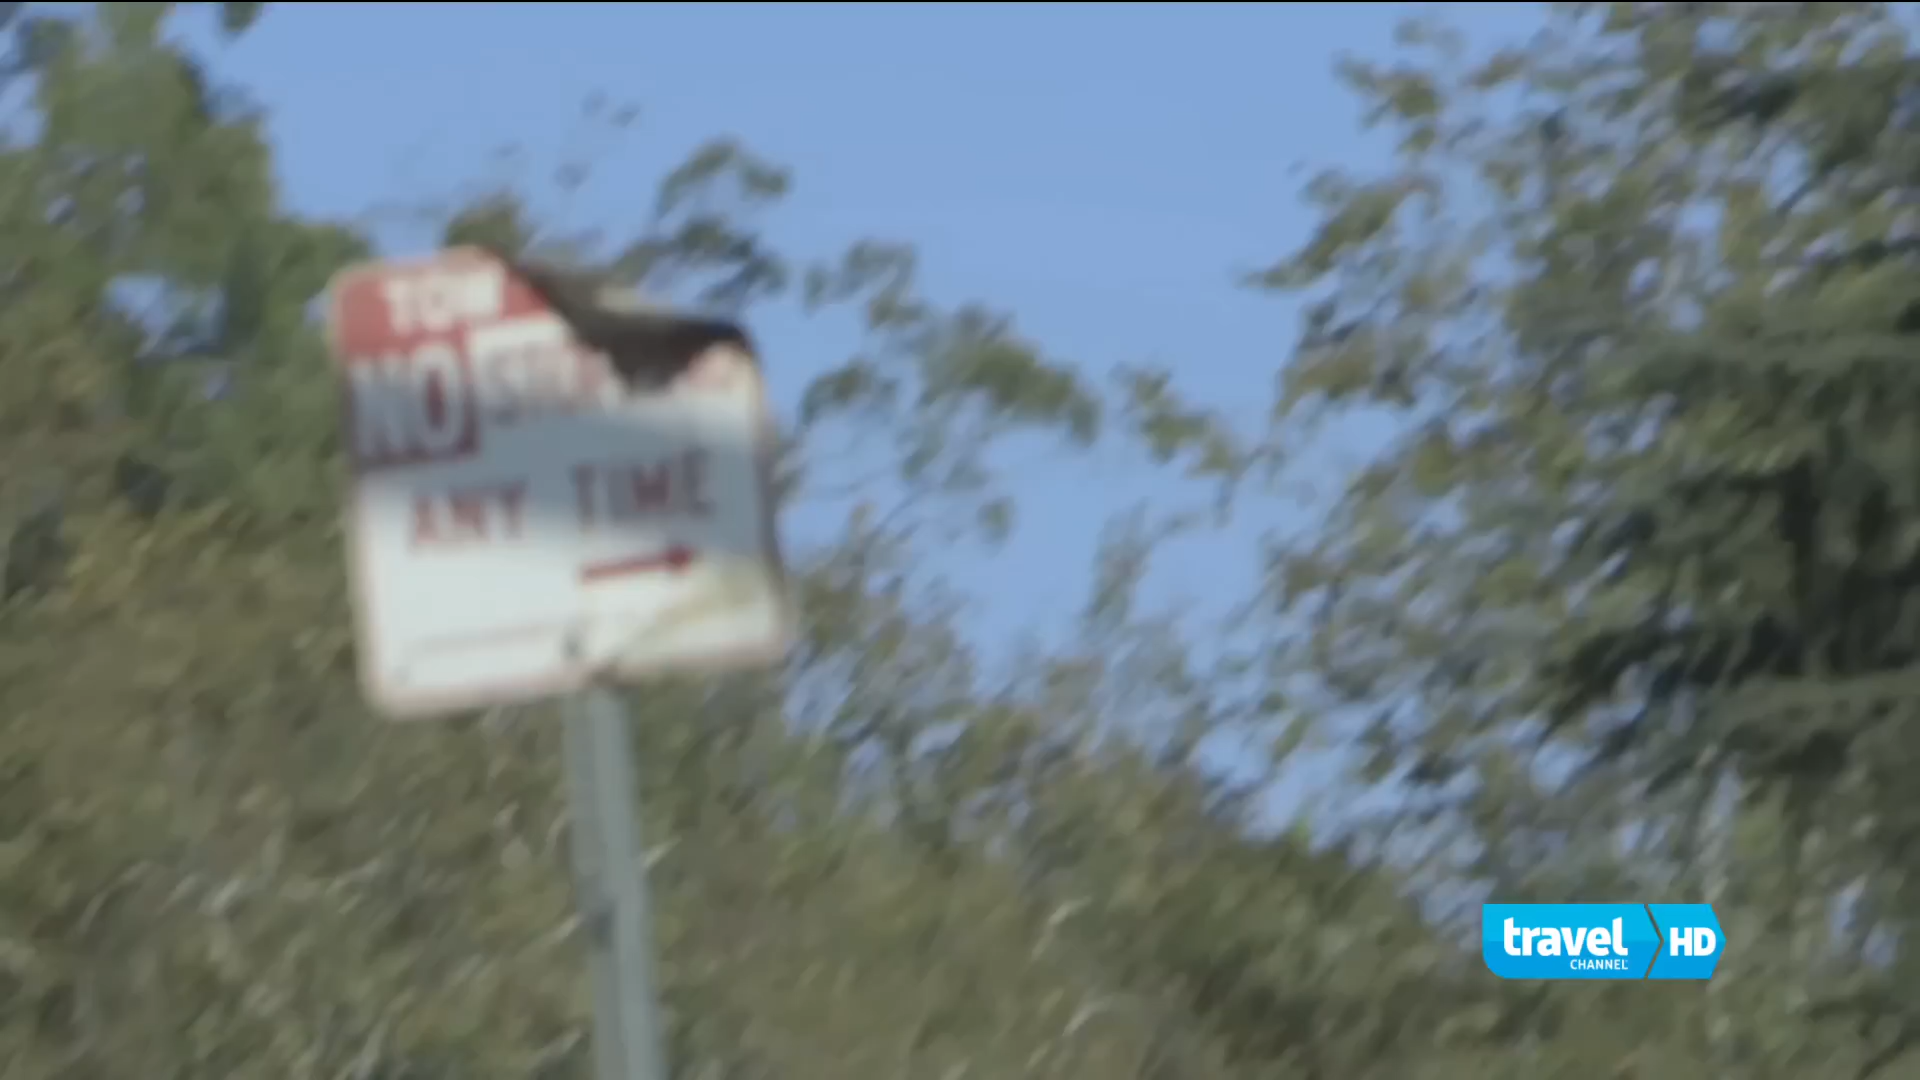 TOW
NO
ANY TIME
travel HD
CHANNEL